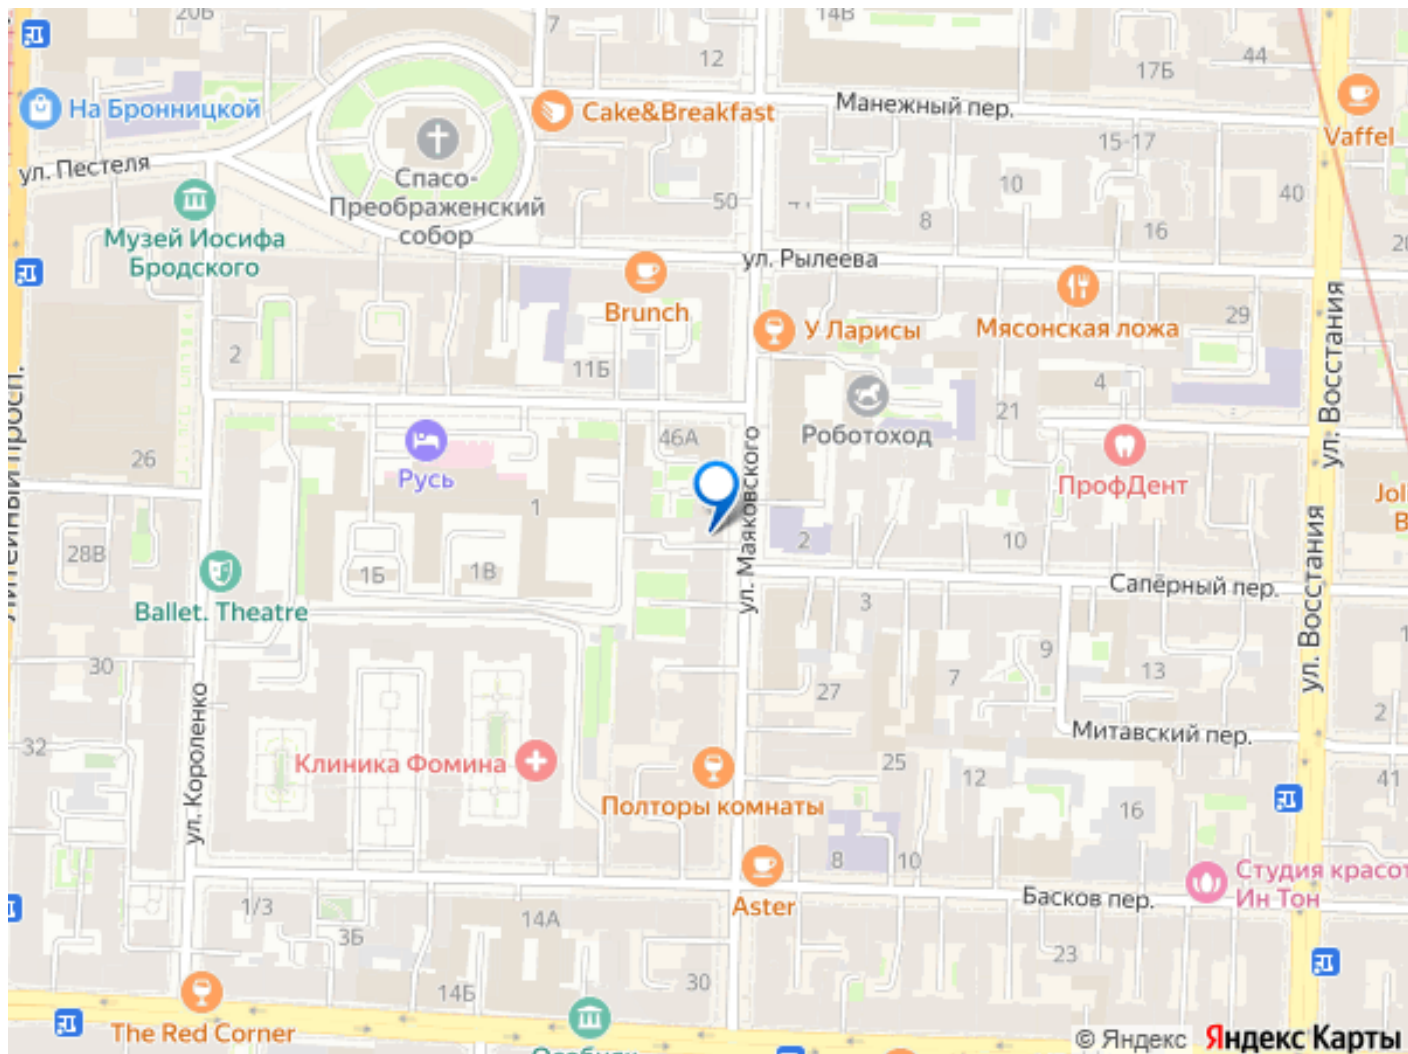 20Б
7
14В
12
44
17Б
На Бронницкой
Cake&Breakfast
Манежный пер.
Vaffel
ул. Пестеля
Спасо-
Преображенский
собор
15-17
10
40
50
8
16
Музей Иосифа
Бродского
ул. Рылеева
Brunch
У Ларисы
Мясонская ложа
29
2
11Б
4
21
ул. Восстания
Роботоход
46А
26
Русь
ПрофДент
1
ул. Маяковского
2
10
28В
1Б
1В
Ballet. Theatre
Сапёрный пер.
ул. Восстания
3
9
30
7
13
27
ул. Короленко
2
32
Митавский пер.
Клиника Фомина
25
12
41
Полторы комнаты
16
8
10
Aster
Басков пер.
Ин Тон
1/3
14А
3Б
23
30
14Б
The Red Corner
© Яндекс Яндекс Карты